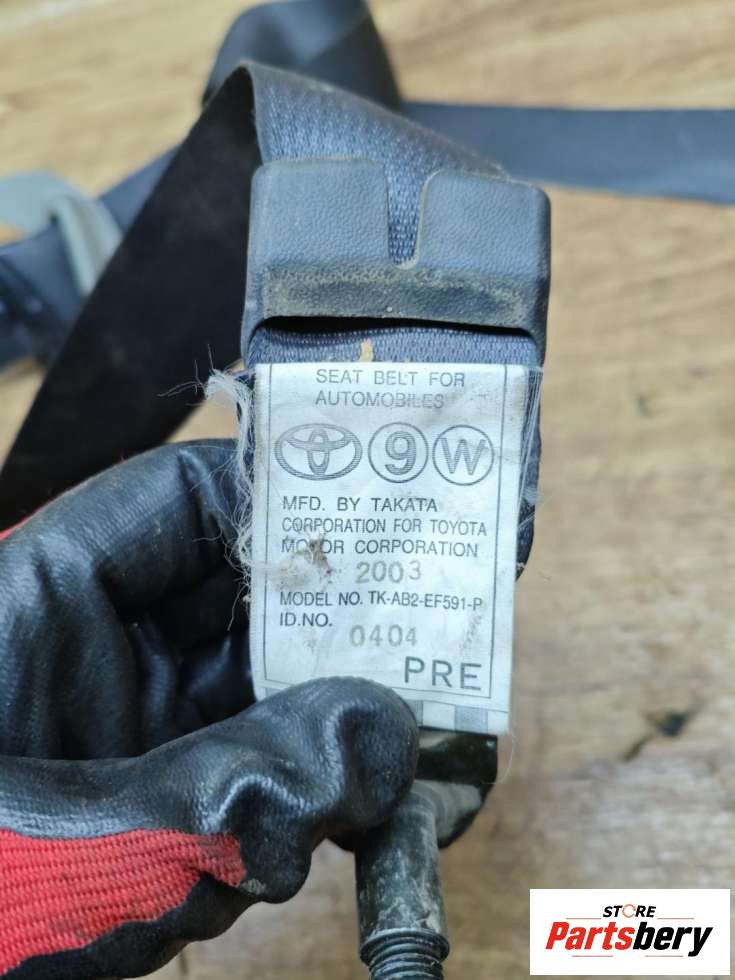 SEAT BELT FOR
AUTOMOBILES
9 W
MFD. BY TAKATA
CORPORATION FOR TOYOTA
MOTOR CORPORATION
2003
MODEL NO. TK-AB2-EF591-P
ID.NO.
0404
PRE
STORE
Partsbery